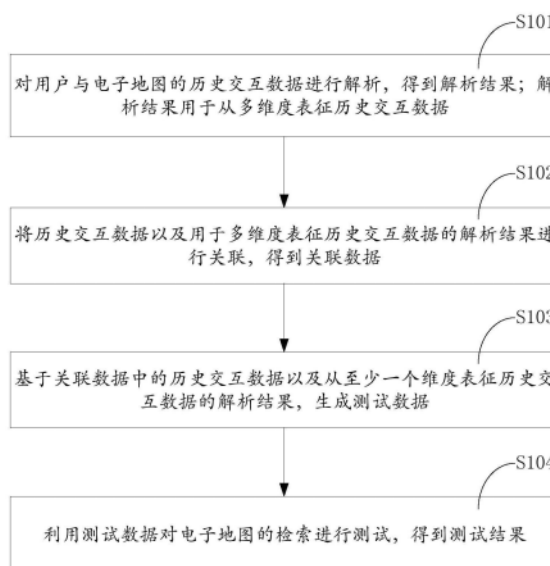 S101
对用户与电子地图的历史交互数据进行解析，得到解析结果；解
析结果用于从多维度表征历史交互数据
S102
将历史交互数据以及用于多维度表征历史交互数据的解析结果进
行关联，得到关联数据
S103
基于关联数据中的历史交互数据以及从至少一个维度表征历史交
互数据的解析结果，生成测试数据
S104
利用测试数据对电子地图的检索进行测试，得到测试结果